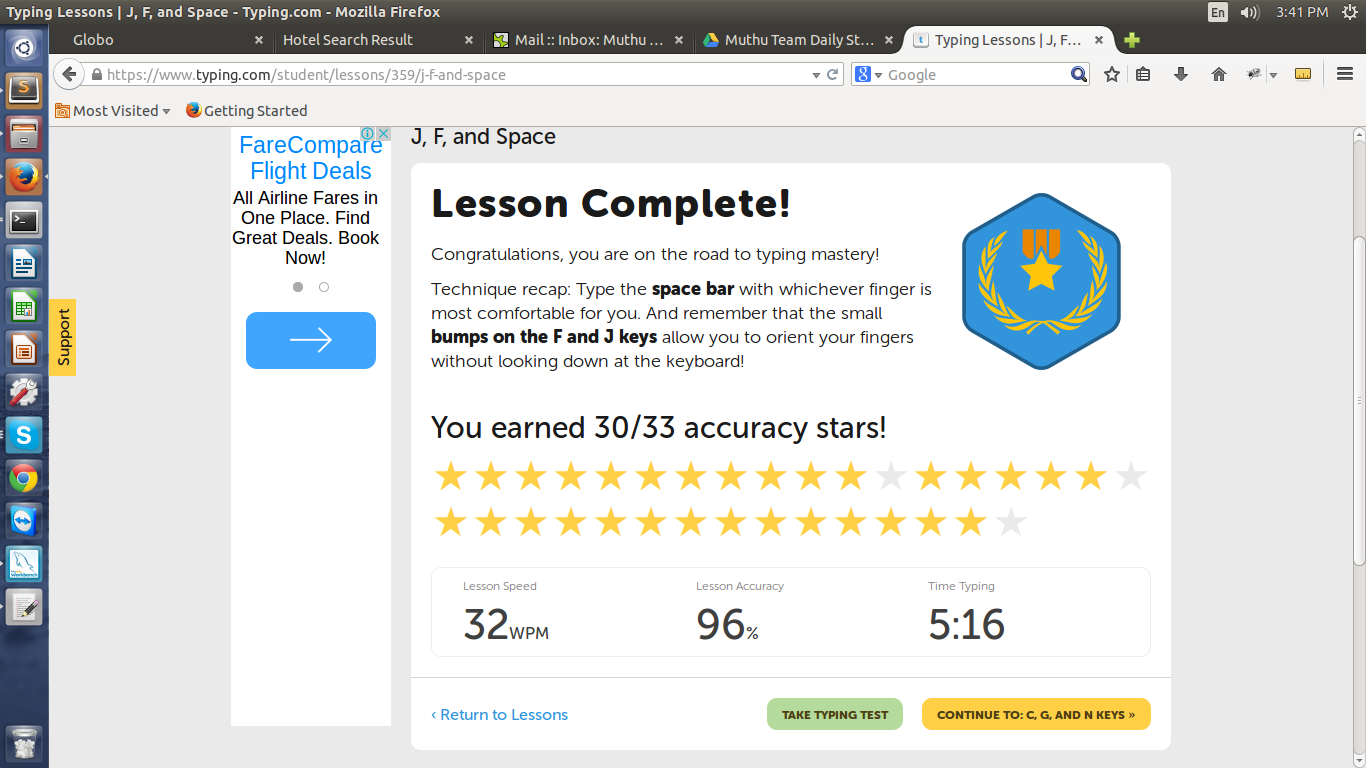 Typing Lessons | J, F, and Space - Typing.com - Mozilla Firefox
En
3:41 PM
Globo
Hotel Search Result
Mail :: Inbox: Muthu ...
Muthu Team Daily St...
Typing Lessons | J, F...
https://www.typing.com/student/lessons/359/j-f-and-space
Google
Most Visited
Getting Started
FareCompare
Flight Deals
All Airline Fares in
One Place. Find
Great Deals. Book
Now!
Support
J, F, and Space
Lesson Complete!
Congratulations, you are on the road to typing mastery!
Technique recap: Type the space bar with whichever finger is
most comfortable for you. And remember that the small
bumps on the F and J keys allow you to orient your fingers
without looking down at the keyboard!
You earned 30/33 accuracy stars!
Lesson Speed
32WPM
Lesson Accuracy
96%
Time Typing
5:16
‹ Return to Lessons
TAKE TYPING TEST
CONTINUE TO: C, G, AND N KEYS »